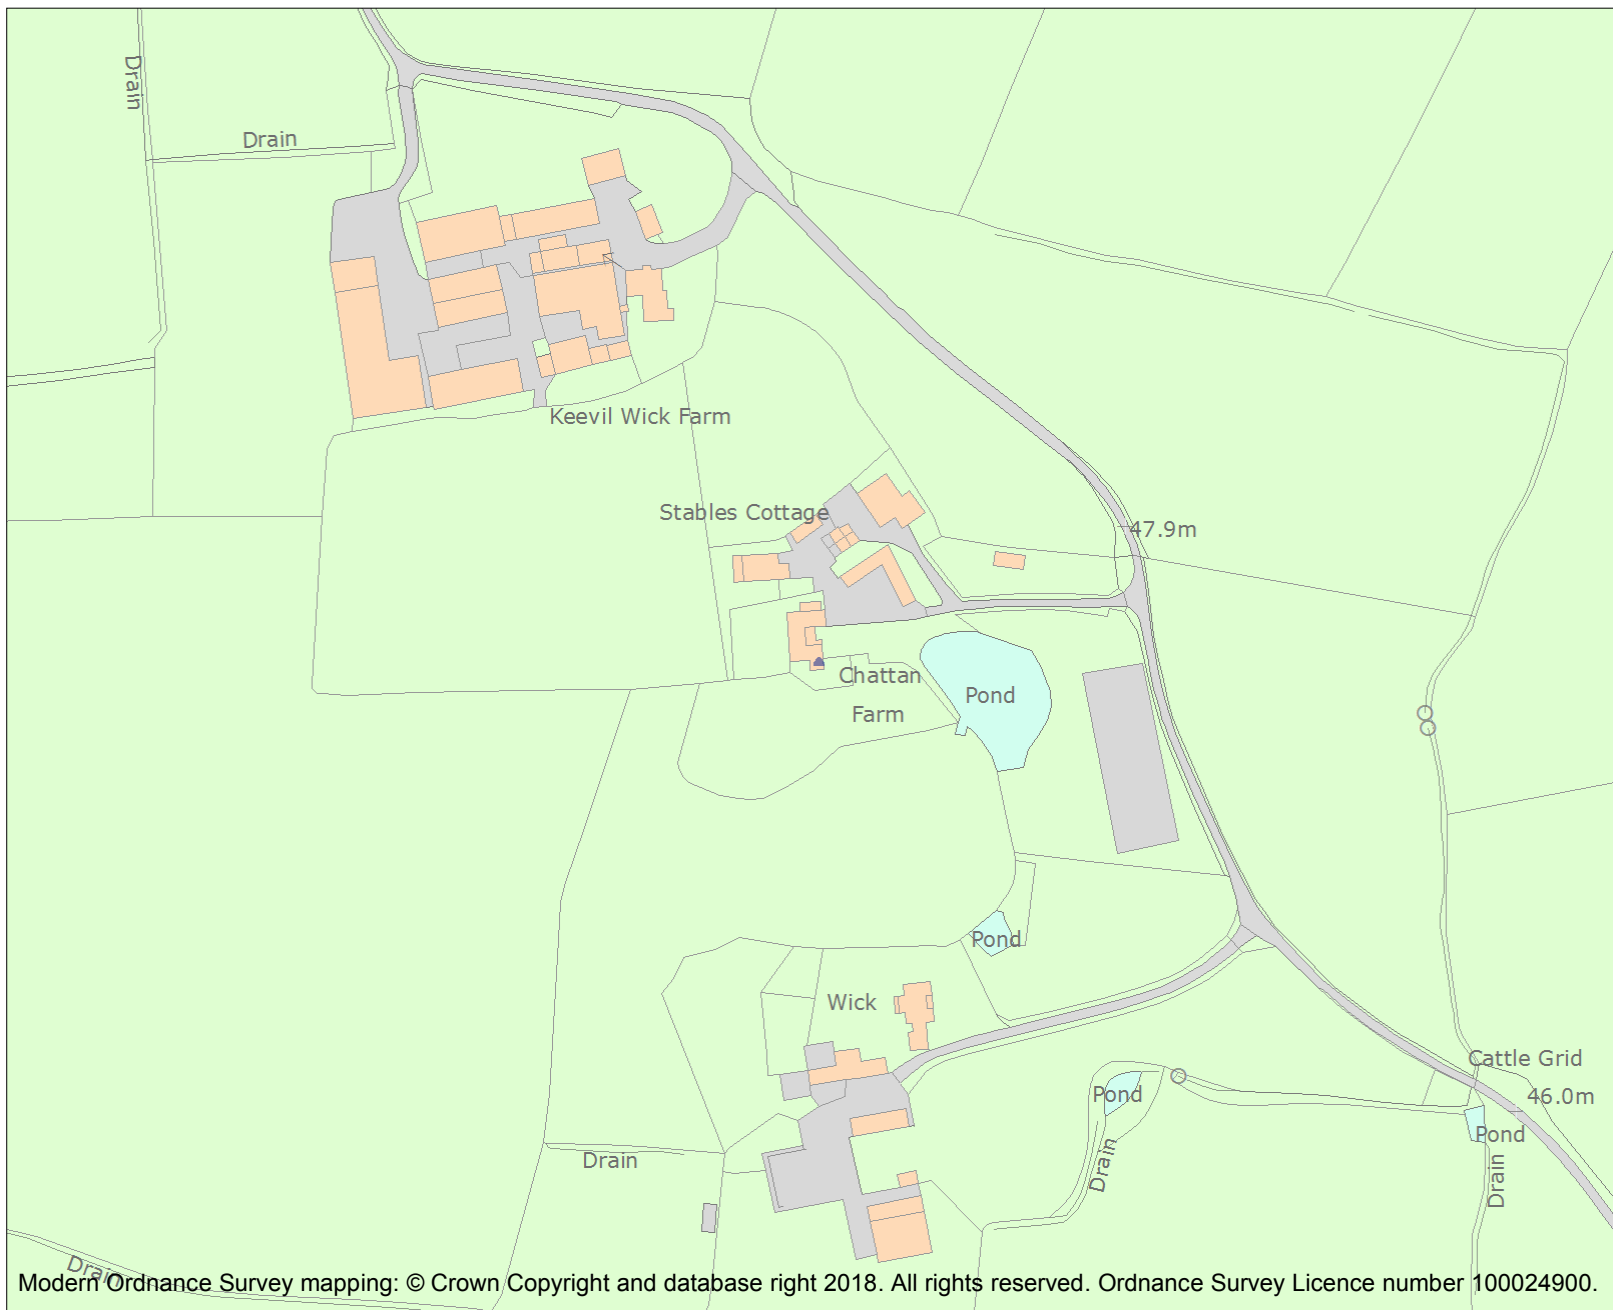 Drain
Drain
Keevil Wick Farm
Stables Cottage
47.9m
Chattan
Farm
Pond
Pond
Wick
Cattle Grid
46.0m
Pond
Pond
Drain
Drain
Drain
Drain
Modern Ordnance Survey mapping: © Crown Copyright and database right 2018. All rights reserved. Ordnance Survey Licence number 100024900.